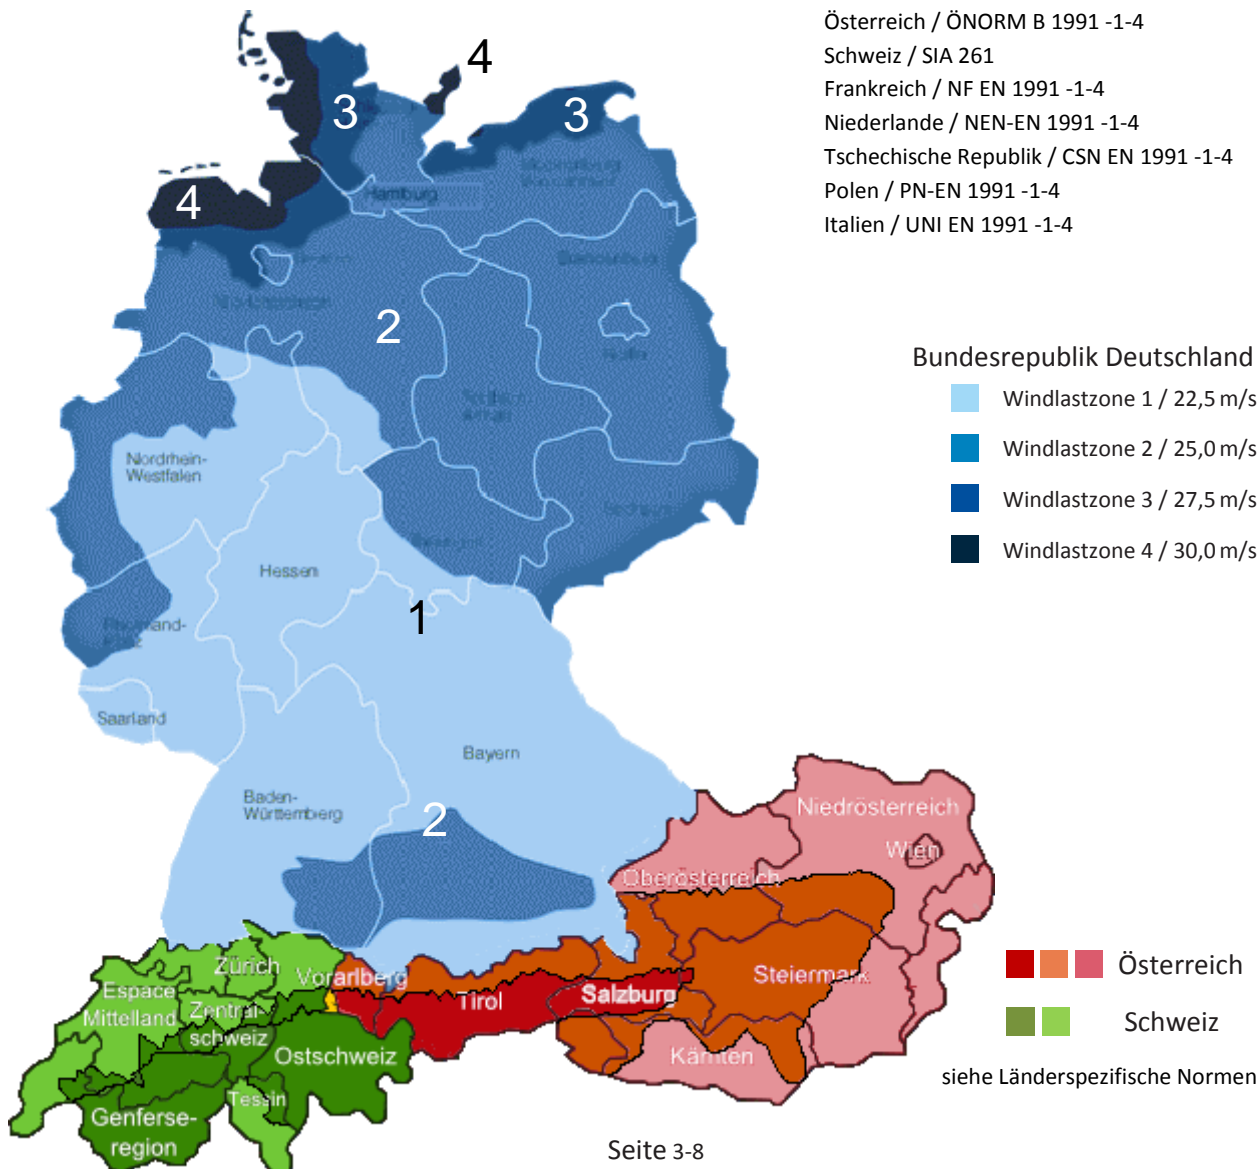 Österreich / ÖNORM B 1991 -1-4
Schweiz / SIA 261
Frankreich / NF EN 1991 -1-4
Niederlande / NEN-EN 1991 -1-4
Tschechische Republik / CSN EN 1991 -1-4
Polen / PN-EN 1991 -1-4
Italien / UNI EN 1991 -1-4
4
3
3
4
Hamburg
2
Bundesrepublik Deutschland
Windlastzone 1 / 22,5 m/s
Windlastzone 2 / 25,0 m/s
Windlastzone 3 / 27,5 m/s
Windlastzone 4 / 30,0 m/s
Nordrhein-
Westfalen
Hessen
1
Saarland
Bayern
Baden-
Württemberg
2
Niedrösterreich
Wien
Oberösterreich
Zürich
Vorarlberg
Espace
Mittelland
Zentral-
schweiz
Tirol
Salzburg
Steiermark
Ostschweiz
Kärnten
Tessin
Genferse-
region
Österreich
Schweiz
siehe Länderspezifische Normen
Seite 3-8